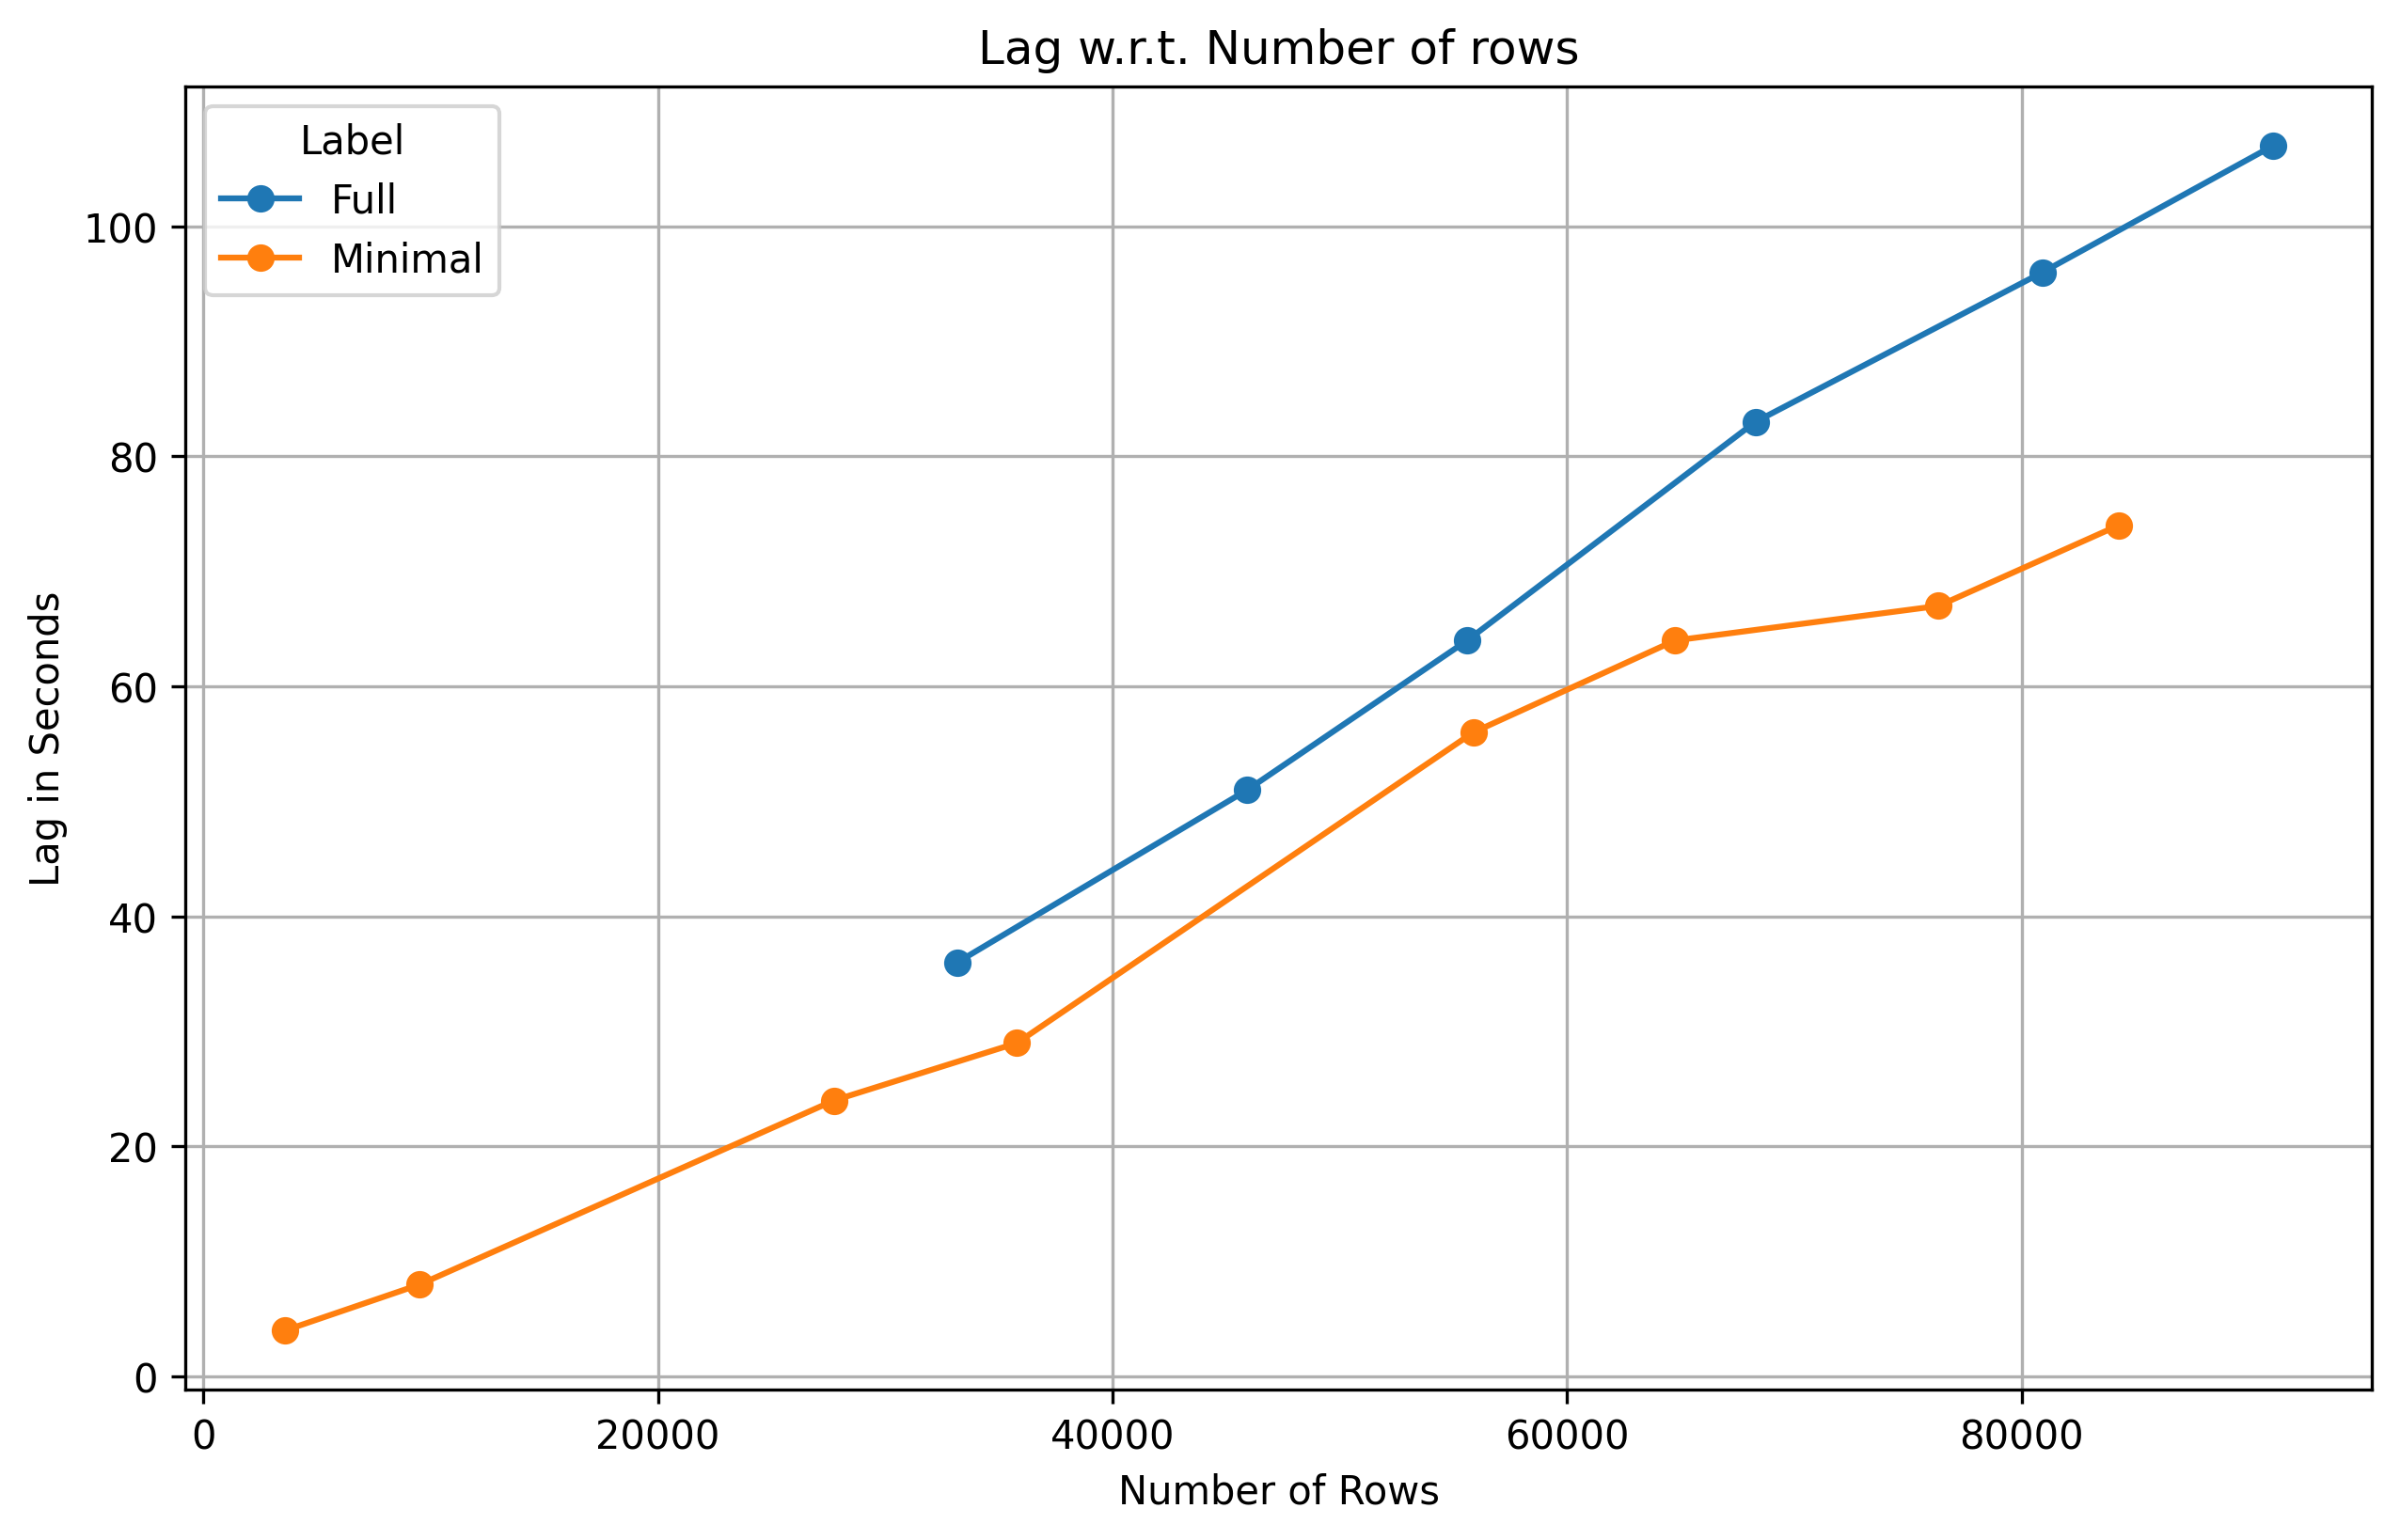 Lag w.r.t. Number of rows
Label
Full
Minimal
100
80
60
40
20
0
Lag in Seconds
0 20000 40000 60000 80000
Number of Rows